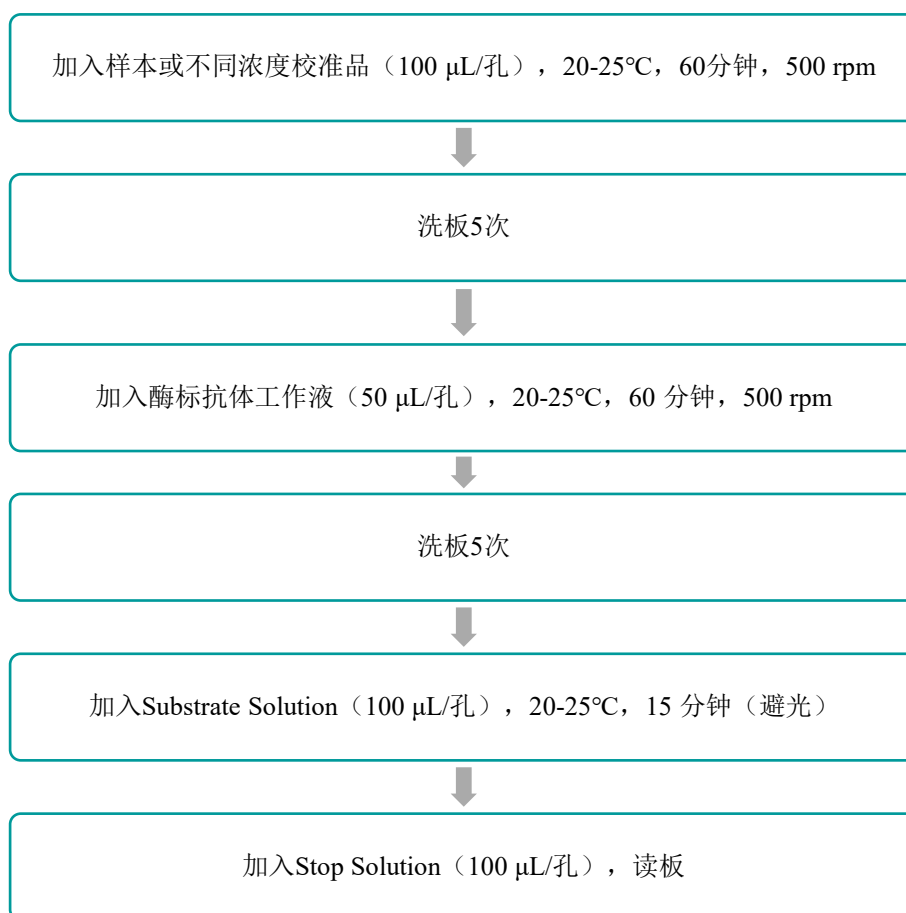 加入样本或不同浓度校准品（100 μL/孔），20-25℃，60分钟，500 rpm
洗板5次
加入酶标抗体工作液（50 μL/孔），20-25℃，60 分钟，500 rpm
洗板5次
加入Substrate Solution（100 μL/孔），20-25℃，15 分钟（避光）
加入Stop Solution（100 μL/孔），读板